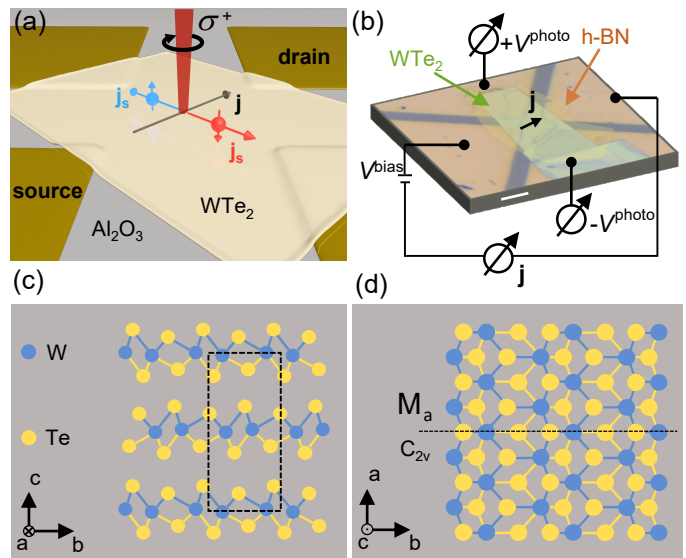 (a)
σ+
drain
j
js
js
source
WTe2
Al2O3
(b)
+Vphoto
h-BN
WTe2
j
Vbias
-Vphoto
j
(c)
W
Te
c
a
b
(d)
Ma
C2v
a
c
b